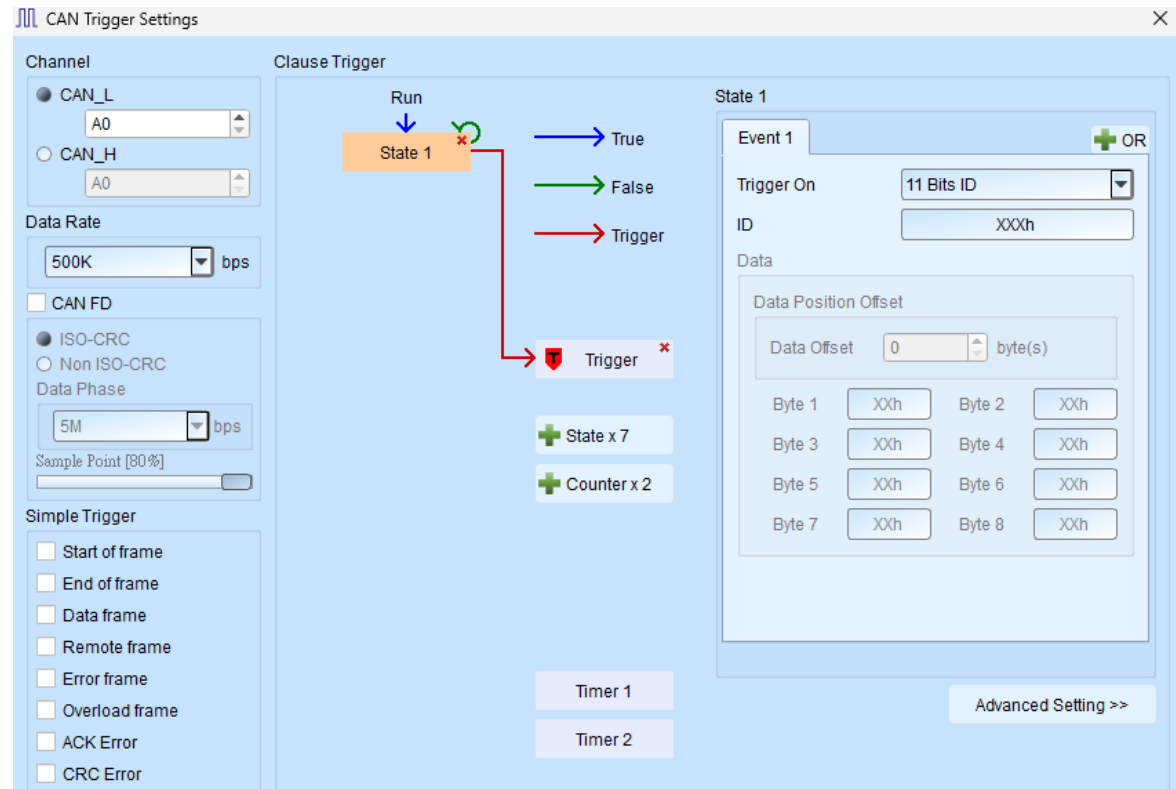 CAN Trigger Settings
Channel
CAN_L
A0
CAN_H
A0
Data Rate
500K bps
CAN FD
ISO-CRC
Non ISO-CRC
Data Phase
5M bps
Sample Point [80%]
Simple Trigger
Start of frame
End of frame
Data frame
Remote frame
Error frame
Overload frame
ACK Error
CRC Error
Clause Trigger
Run
State 1
True
False
Trigger
T Trigger
State x 7
Counter x 2
Timer 1
Timer 2
State 1
Event 1 OR
Trigger On 11 Bits ID
ID XXXh
Data
Data Position Offset
Data Offset 0 byte(s)
Byte 1 XXh Byte 2 XXh
Byte 3 XXh Byte 4 XXh
Byte 5 XXh Byte 6 XXh
Byte 7 XXh Byte 8 XXh
Advanced Setting >>